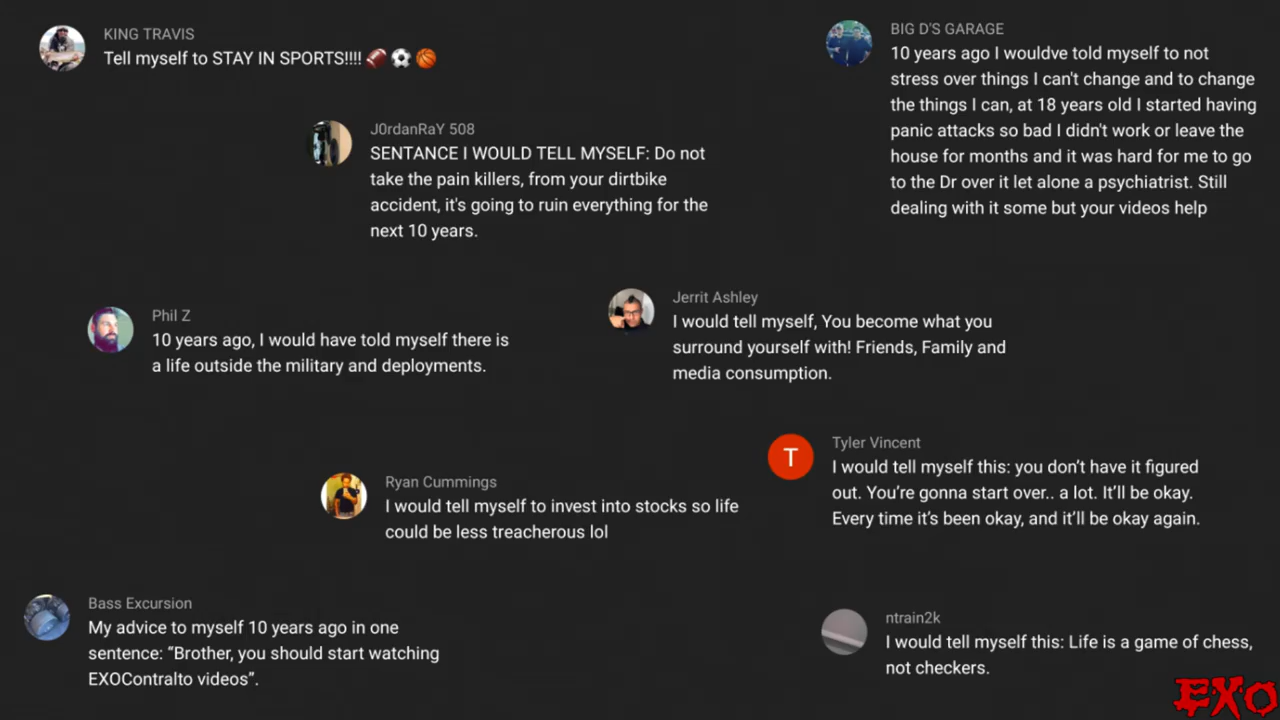 KING TRAVIS
Tell myself to STAY IN SPORTS!!!! 🏈⚽🏀
BIG D'S GARAGE
10 years ago I wouldve told myself to not
stress over things I can't change and to change
the things I can, at 18 years old I started having
panic attacks so bad I didn't work or leave the
house for months and it was hard for me to go
to the Dr over it let alone a psychiatrist. Still
dealing with it some but your videos help
J0rdanRaY 508
SENTANCE I WOULD TELL MYSELF: Do not
take the pain killers, from your dirtbike
accident, it's going to ruin everything for the
next 10 years.
Phil Z
10 years ago, I would have told myself there is
a life outside the military and deployments.
Jerrit Ashley
I would tell myself, You become what you
surround yourself with! Friends, Family and
media consumption.
T
Tyler Vincent
I would tell myself this: you don’t have it figured
out. You’re gonna start over.. a lot. It’ll be okay.
Every time it’s been okay, and it’ll be okay again.
Ryan Cummings
I would tell myself to invest into stocks so life
could be less treacherous lol
Bass Excursion
My advice to myself 10 years ago in one
sentence: “Brother, you should start watching
EXOContralto videos”.
ntrain2k
I would tell myself this: Life is a game of chess,
not checkers.
EXO